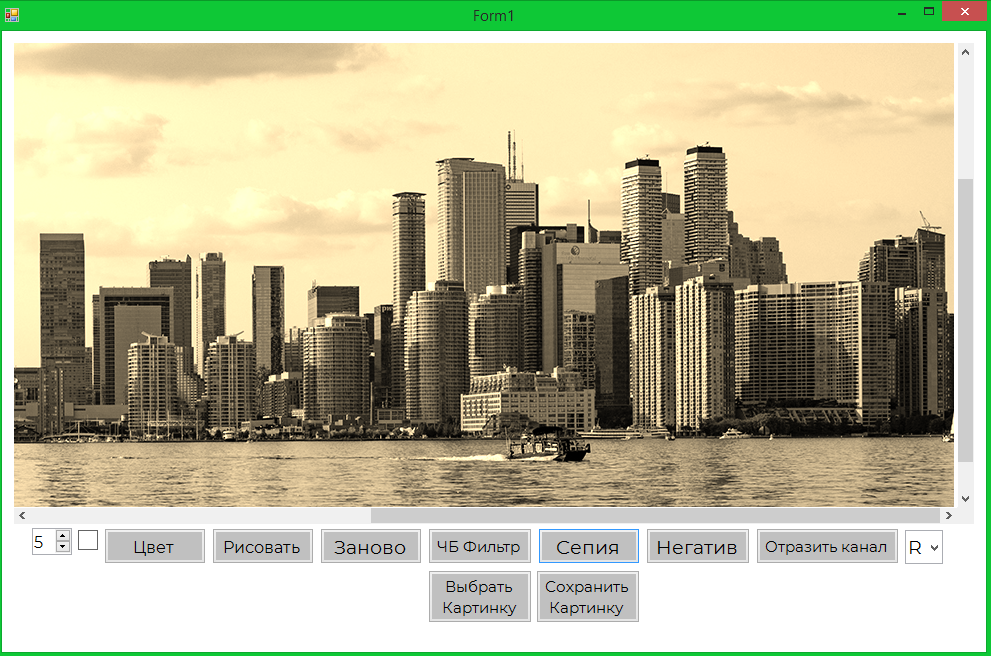 Form1
5
Цвет
Рисовать
Заново
ЧБ Фильтр
Сепия
Негатив
Отразить канал
R
Выбрать
Картинку
Сохранить
Картинку